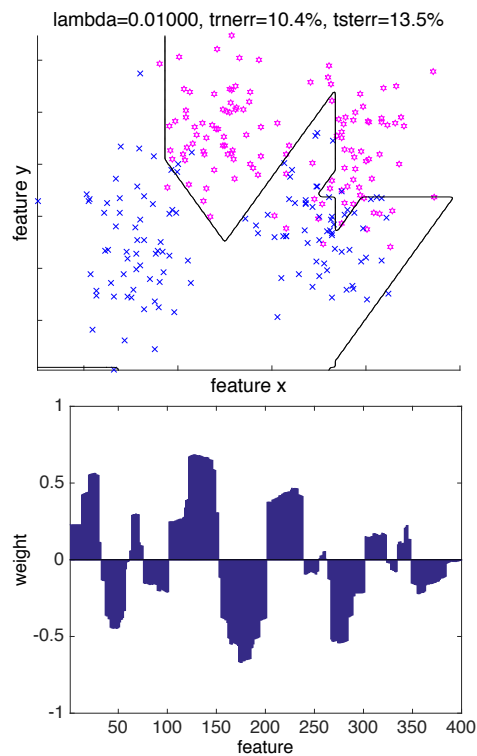 lambda=0.01000, trnerr=10.4%, tsterr=13.5%
feature y
feature x
1
0.5
0
-0.5
-1
weight
50 100 150 200 250 300 350 400
feature